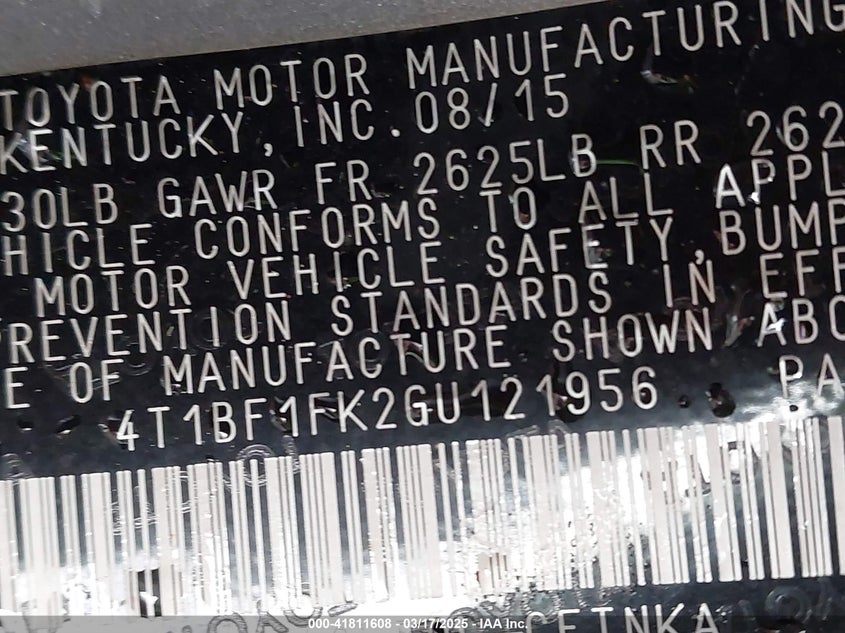 TOYOTA MOTOR MANUFACTURING
KENTUCKY, INC. 08/15
30LB GAWR FR 2625LB RR 262
HICLE CONFORMS TO ALL APPL
MOTOR VEHICLE SAFETY,BUMP
REVENTION STANDARDS IN EFF
E OF MANUFACTURE SHOWN ABO
4T1BF1FK2GU121956 PA
000-41811608 - 03/17/2025 - IAA Inc.